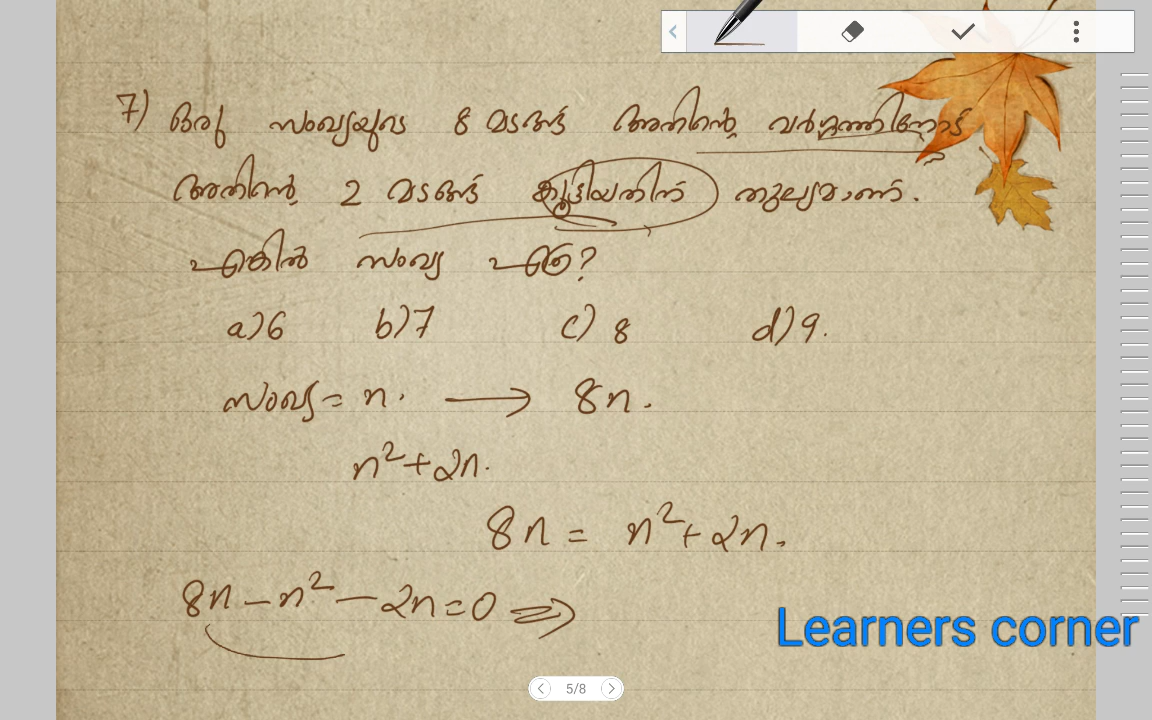 7) ഒരു സംഖ്യയുടെ 8 മടങ്ങ് അതിന്റെ വർഗ്ഗത്തിനോട്
അതിന്റെ 2 മടങ്ങ് കൂട്ടിയതിന് തുല്യമാണ്.
എങ്കിൽ സംഖ്യ ഏത്?
a) 6 b) 7 c) 8 d) 9.
സംഖ്യ = n. → 8n.
n² + 2n.
8n = n² + 2n.
8n − n² − 2n = 0 ⇒
Learners corner
5/8